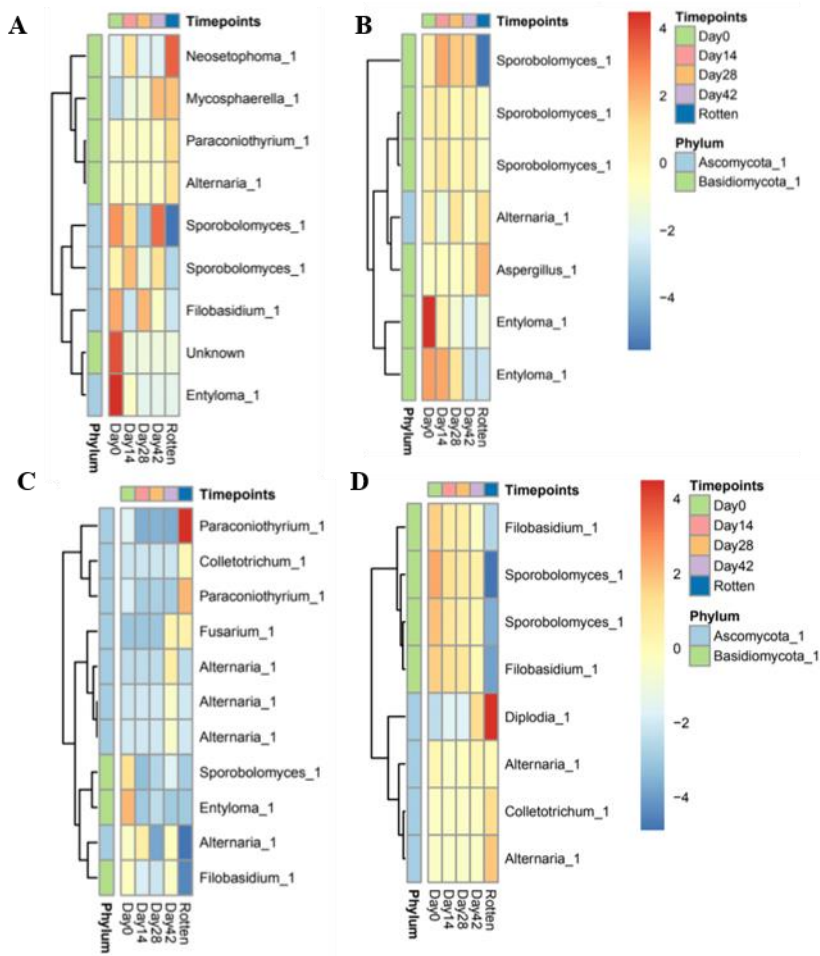 A
Timepoints
Neosetophoma_1
Mycosphaerella_1
Paraconiothyrium_1
Alternaria_1
Sporobolomyces_1
Sporobolomyces_1
Filobasidium_1
Unknown
Entyloma_1
Phylum
Day0
Day14
Day28
Day42
Rotten
B
Timepoints
Sporobolomyces_1
Sporobolomyces_1
Sporobolomyces_1
Alternaria_1
Aspergillus_1
Entyloma_1
Entyloma_1
Phylum
Day0
Day14
Day28
Day42
Rotten
4
2
0
−2
−4
Timepoints
Day0
Day14
Day28
Day42
Rotten
Phylum
Ascomycota_1
Basidiomycota_1
C
Timepoints
Paraconiothyrium_1
Colletotrichum_1
Paraconiothyrium_1
Fusarium_1
Alternaria_1
Alternaria_1
Alternaria_1
Sporobolomyces_1
Entyloma_1
Alternaria_1
Filobasidium_1
Phylum
Day0
Day14
Day28
Day42
Rotten
D
Timepoints
Filobasidium_1
Sporobolomyces_1
Sporobolomyces_1
Filobasidium_1
Diplodia_1
Alternaria_1
Colletotrichum_1
Alternaria_1
Phylum
Day0
Day14
Day28
Day42
Rotten
4
2
0
−2
−4
Timepoints
Day0
Day14
Day28
Day42
Rotten
Phylum
Ascomycota_1
Basidiomycota_1